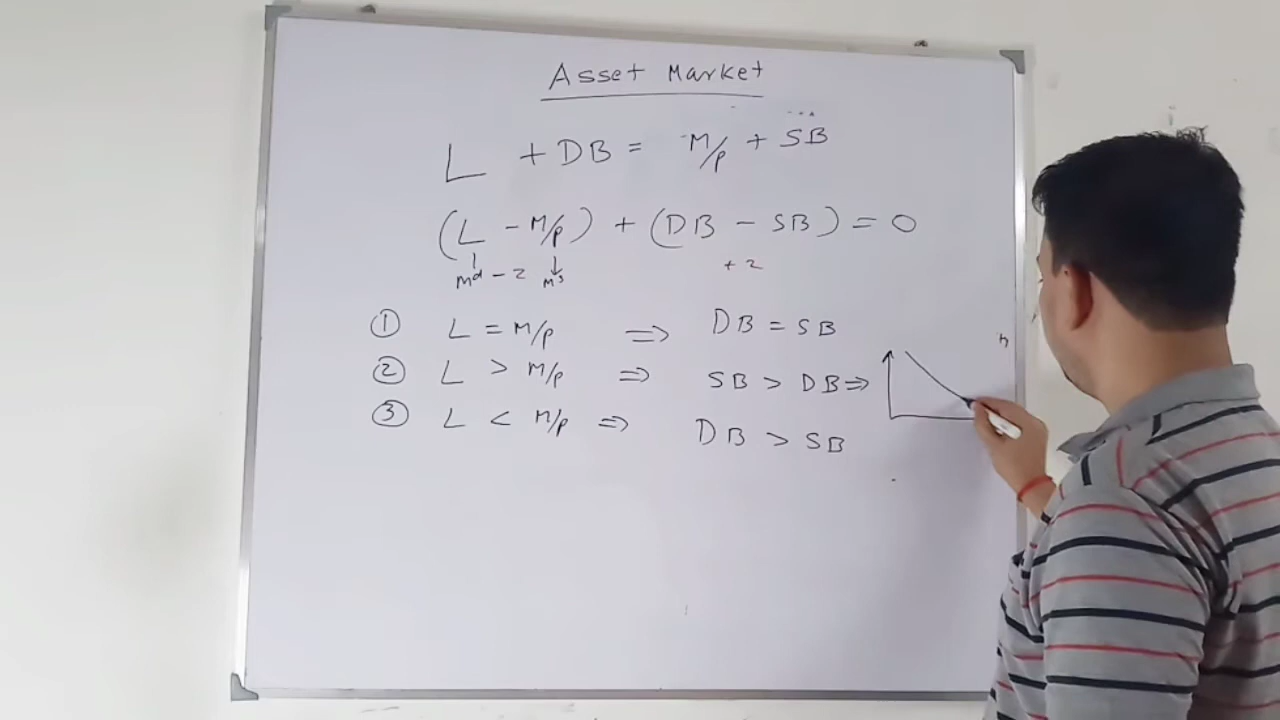 Asset Market
L + DB = M/p + SB
(L - M/p) + (DB - SB) = 0
mᵈ - 2 mˢ + 2
① L = M/p ⇒ DB = SB
② L > M/p ⇒ SB > DB ⇒
③ L < M/p ⇒ DB > SB